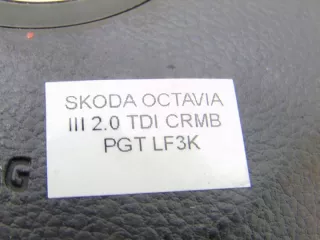 SKODA OCTAVIA
III 2.0 TDI CRMB
PGT LF3K
G